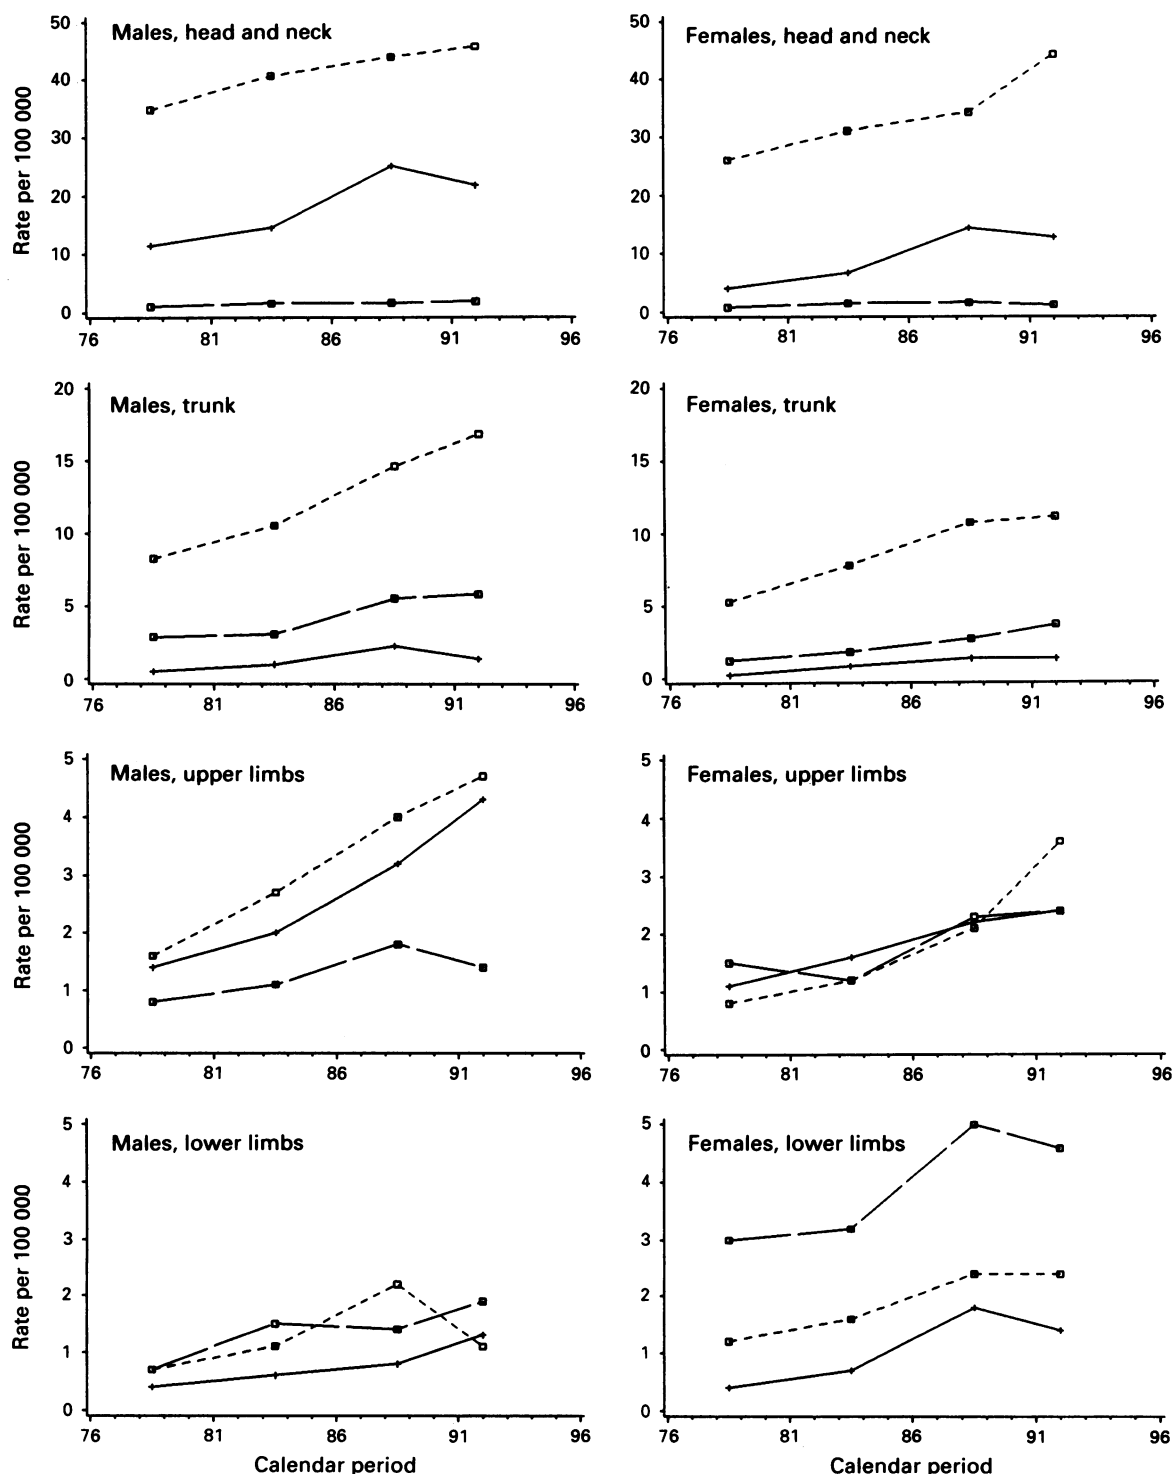 Males, head and neck
Rate per 100 000
50
40
30
20
10
0
76 81 86 91 96
Females, head and neck
50
40
30
20
10
0
76 81 86 91 96
Males, trunk
Rate per 100 000
20
15
10
5
0
76 81 86 91 96
Females, trunk
20
15
10
5
0
76 81 86 91 96
Males, upper limbs
Rate per 100 000
5
4
3
2
1
0
76 81 86 91 96
Females, upper limbs
5
4
3
2
1
0
76 81 86 91 96
Males, lower limbs
Rate per 100 000
5
4
3
2
1
0
76 81 86 91 96
Calendar period
Females, lower limbs
5
4
3
2
1
0
76 81 86 91 96
Calendar period